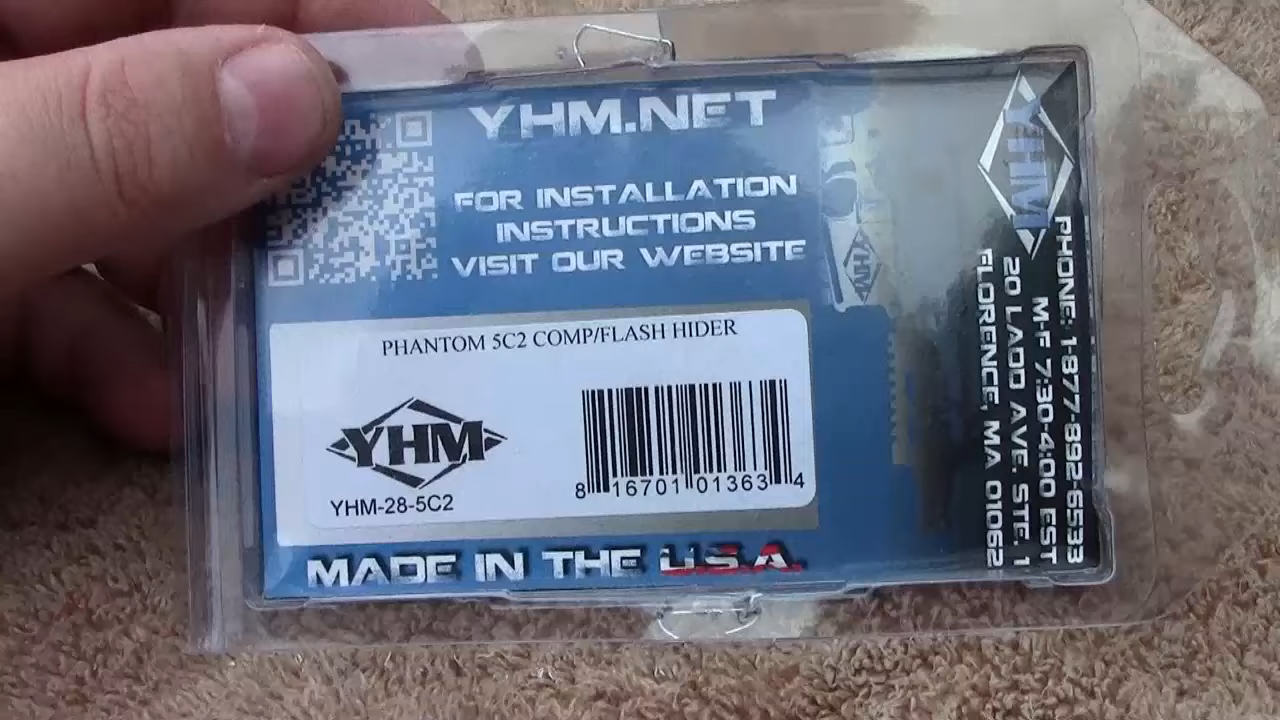 YHM.NET
FOR INSTALLATION
INSTRUCTIONS
VISIT OUR WEBSITE
PHANTOM 5C2 COMP/FLASH HIDER
YHM
YHM-28-5C2
8 16701 01363 4
MADE IN THE U.S.A.
YHM
YHM
PHONE: 1-877-892-6533
M-F 7:30-4:00 EST
20 LADD AVE. STE. 1
FLORENCE, MA 01062